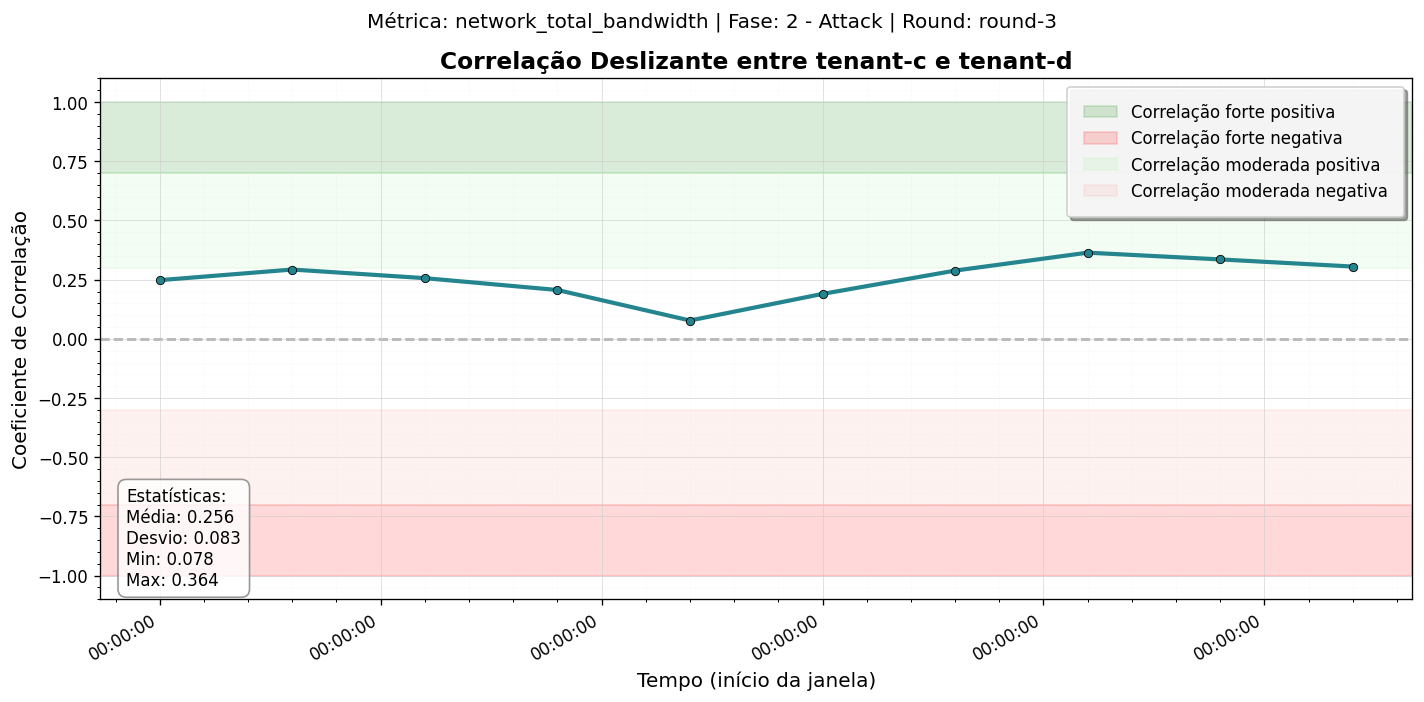 Métrica: network_total_bandwidth | Fase: 2 - Attack | Round: round-3
Correlação Deslizante entre tenant-c e tenant-d
Correlação forte positiva
Correlação forte negativa
Correlação moderada positiva
Correlação moderada negativa
Coeficiente de Correlação
1.00
0.75
0.50
0.25
0.00
−0.25
−0.50
−0.75
−1.00
Estatísticas:
Média: 0.256
Desvio: 0.083
Min: 0.078
Max: 0.364
00:00:00
00:00:00
00:00:00
00:00:00
00:00:00
00:00:00
Tempo (início da janela)